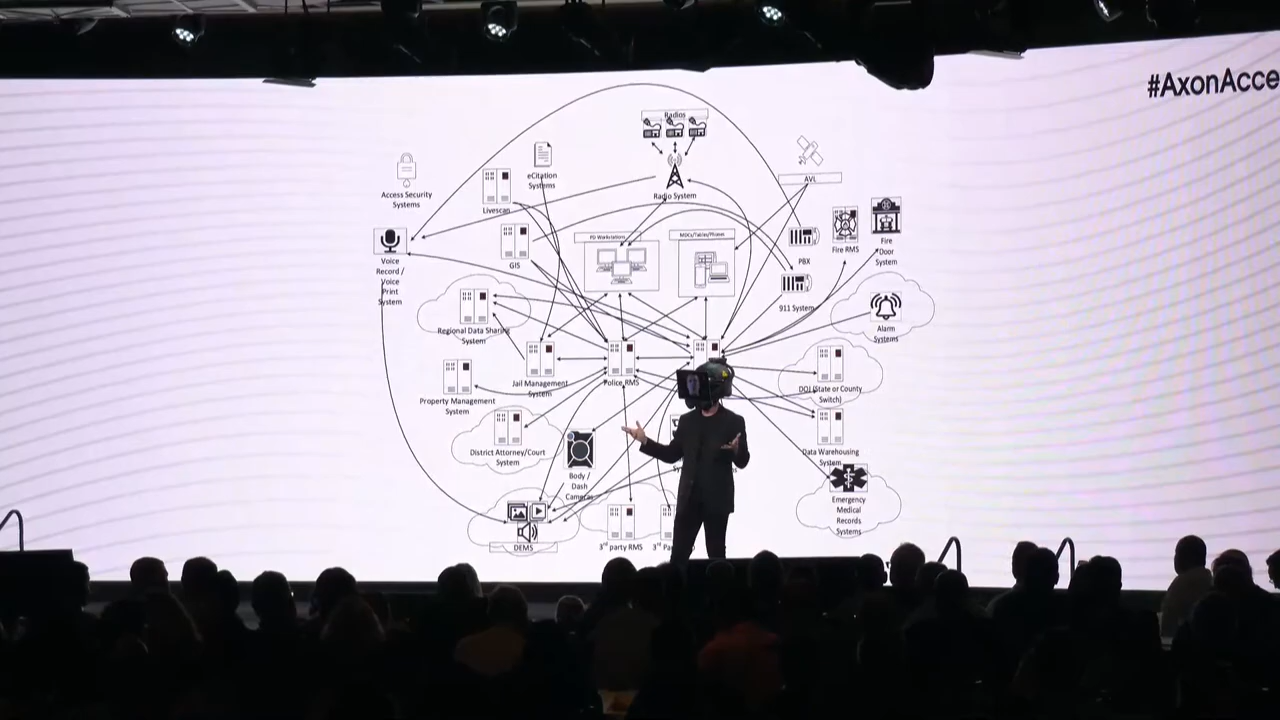 #AxonAcce
Radios
Radio System
AVL
Access Security
Systems
eCitation
Systems
Livescan
GIS
PD Workstations
MDCs/Tablets/Phones
PBX
911 System
Fire RMS
Fire
Door
System
Voice
Record /
Voice
Print
System
Regional Data Sharing
System
Alarm
Systems
Jail Management
System
Police RMS
Property Management
System
DOJ (State or County
Switch)
District Attorney/Court
System
Body /
Dash
Cameras
Data Warehousing
System
Emergency
Medical
Records
Systems
DEMS
3rd party RMS
3rd Pa